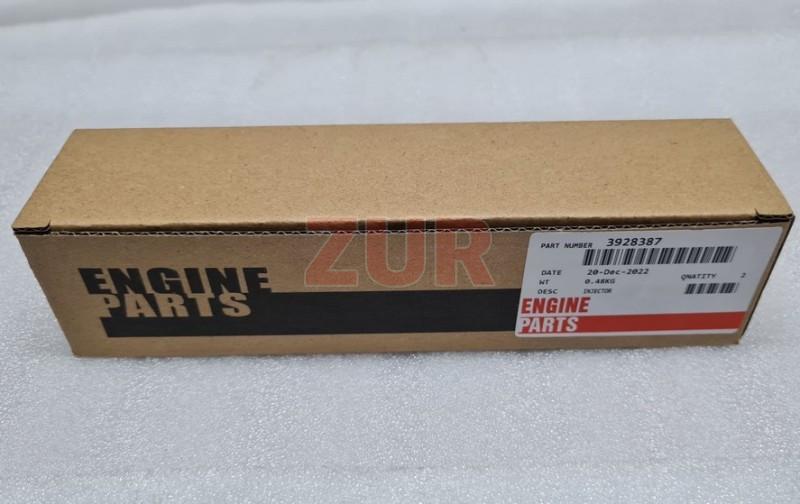 ZUR
ENGINE
PARTS
PART NUMBER 3928387
DATE 20-Dec-2022
QNATITY 2
WT 0.48KG
DESC INJECTOR
ENGINE
PARTS